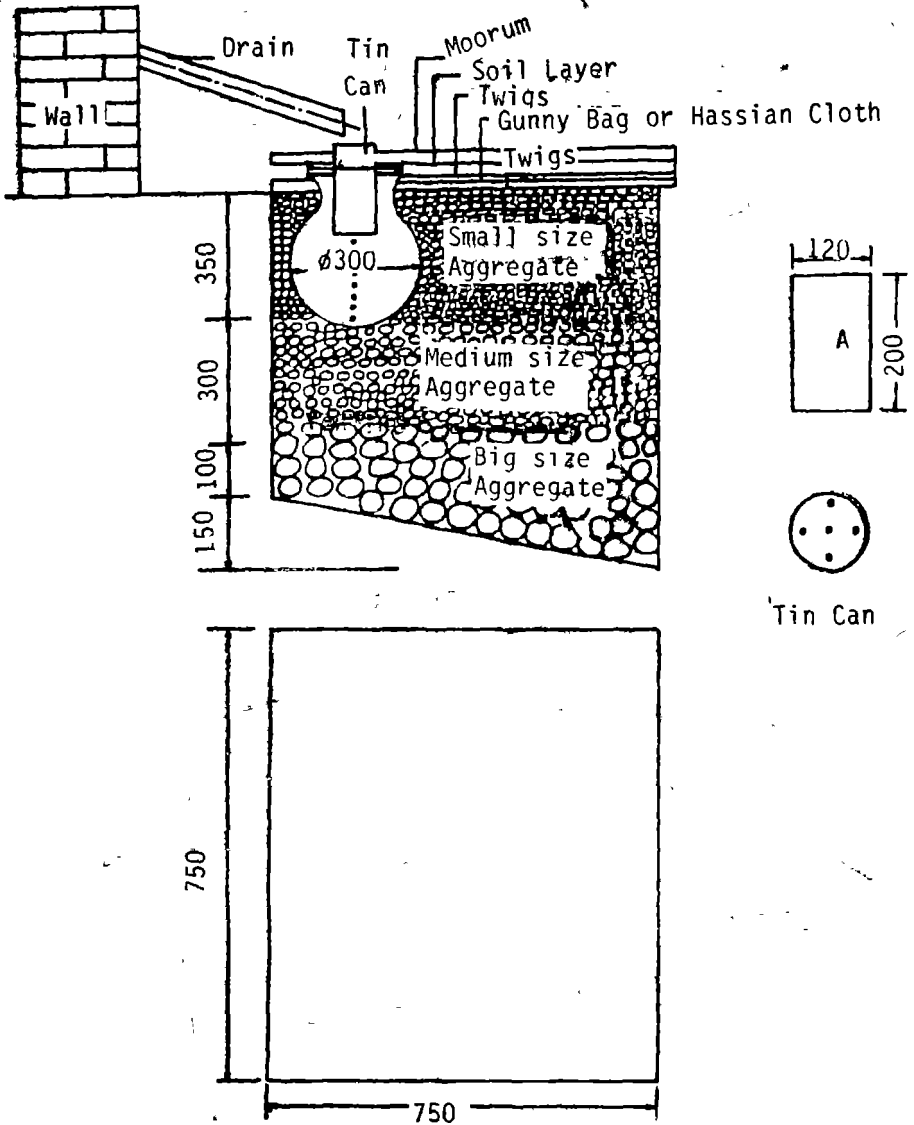 Drain
Tin
Can
Moorum
Soil Layer
Twigs
Gunny Bag or Hassian Cloth
Wall
Twigs
350
ø300
Small size
Aggregate
120
A
200
300
Medium size
Aggregate
100
Big size
Aggregate
150
Tin Can
750
750